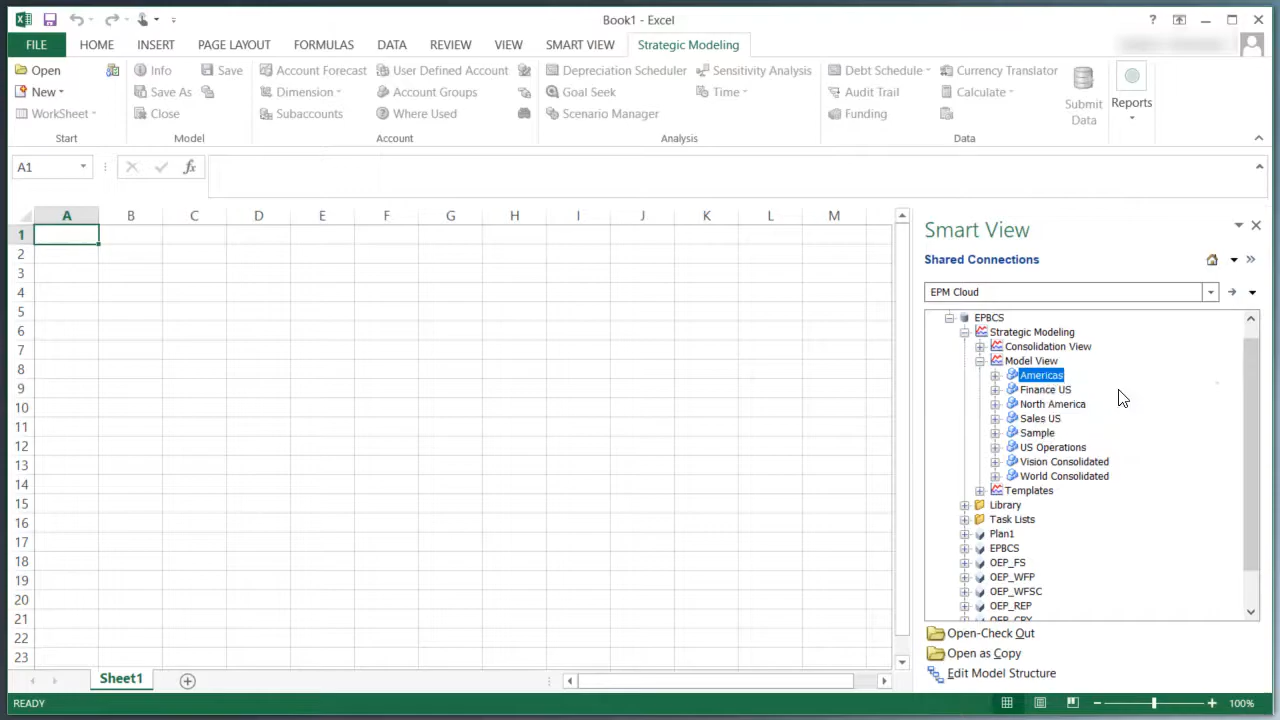 Book1 - Excel
FILE HOME INSERT PAGE LAYOUT FORMULAS DATA REVIEW VIEW SMART VIEW Strategic Modeling
Open Info Save Account Forecast User Defined Account Depreciation Scheduler Sensitivity Analysis Debt Schedule Currency Translator
New Save As Dimension Account Groups Goal Seek Time Audit Trail Calculate Submit Data Reports
WorkSheet Close Subaccounts Where Used Scenario Manager Funding
Start Model Account Analysis Data
A1 fx
A B C D E F G H I J K L M
1
2
3
4
5
6
7
8
9
10
11
12
13
14
15
16
17
18
19
20
21
22
23
Smart View
Shared Connections
EPM Cloud
EPBCS
Strategic Modeling
Consolidation View
Model View
Americas
Finance US
North America
Sales US
Sample
US Operations
Vision Consolidated
World Consolidated
Templates
Library
Task Lists
Plan1
EPBCS
OEP_FS
OEP_WFP
OEP_WFSC
OEP_REP
Open-Check Out
Open as Copy
Edit Model Structure
Sheet1
READY 100%